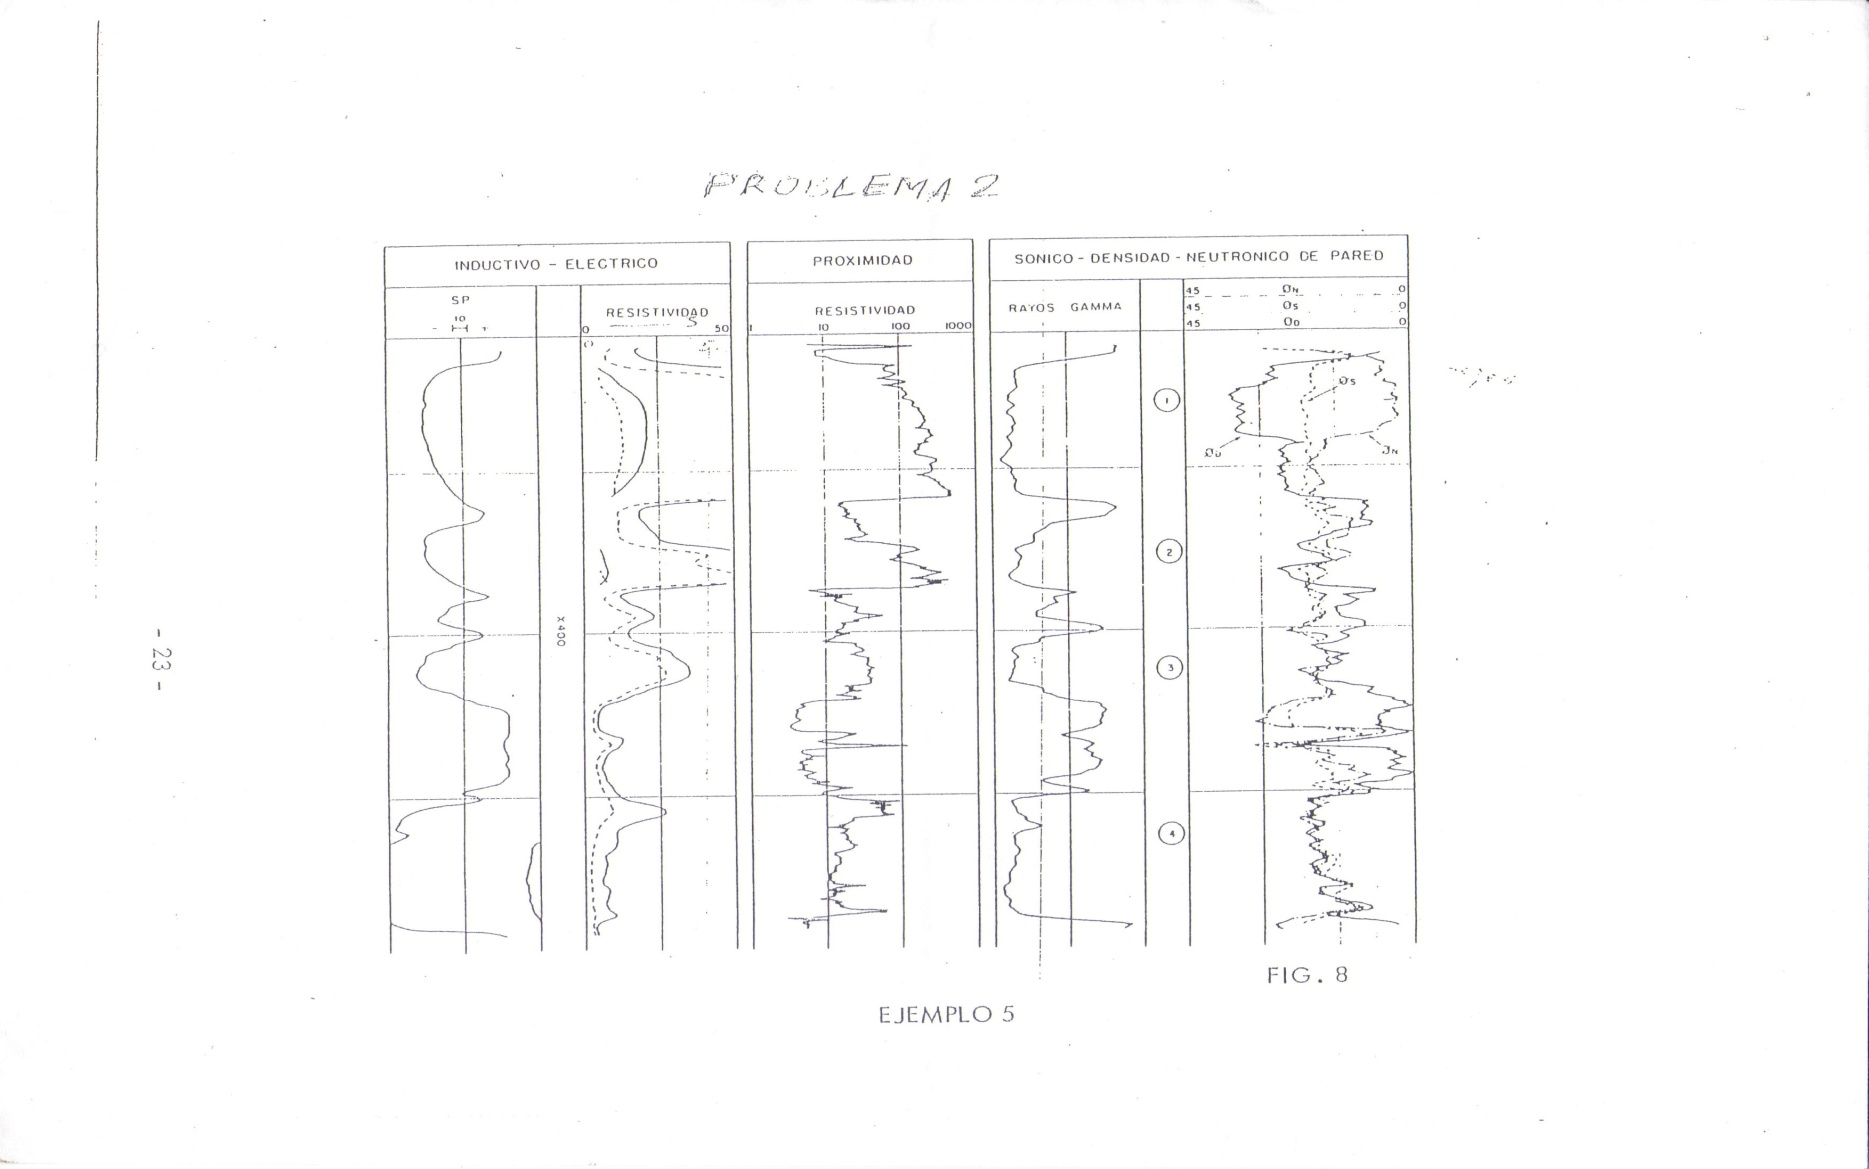 PROBLEMA 2
INDUCTIVO - ELECTRICO
PROXIMIDAD
SONICO - DENSIDAD - NEUTRONICO DE PARED
SP
10
- +
RESISTIVIDAD
0 50
RESISTIVIDAD
1 10 100 1000
RAYOS GAMMA
45 ØN 0
45 ØS 0
45 ØD 0
ØS
ØD
ØN
1
2
X400
3
4
- 23 -
FIG. 8
EJEMPLO 5